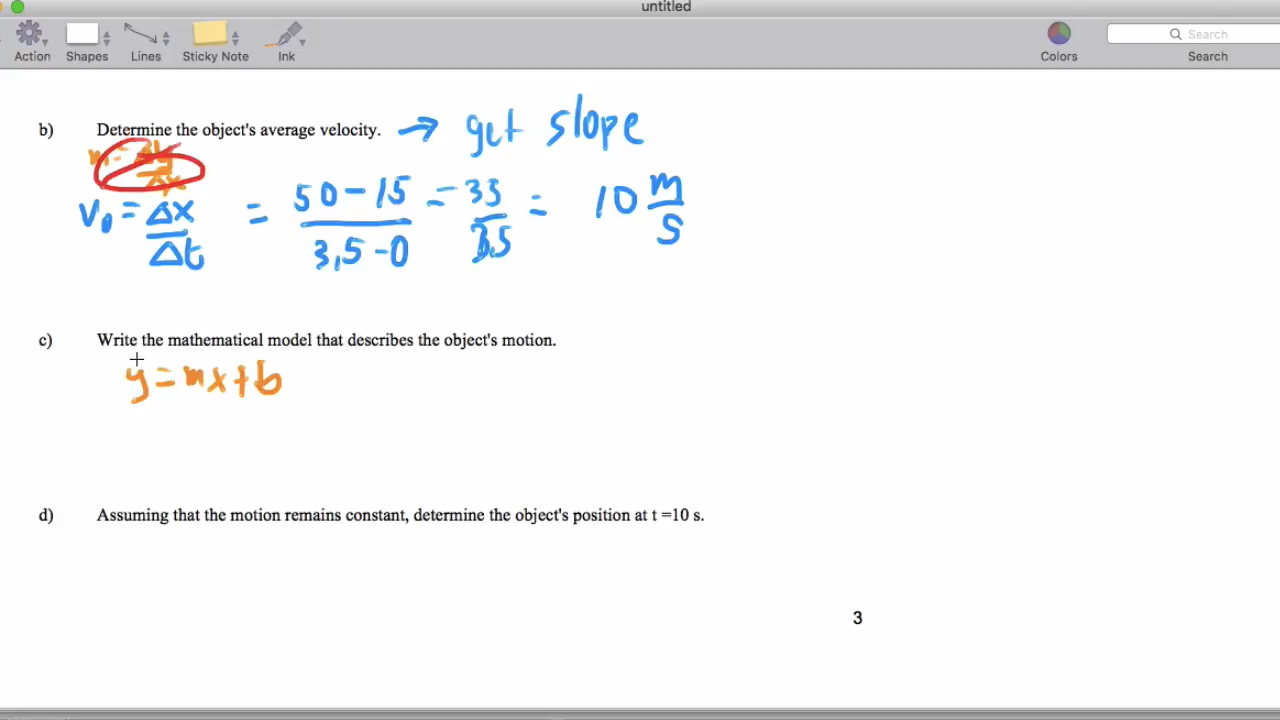 untitled
Action Shapes Lines Sticky Note Ink Colors Search
Search
b) Determine the object's average velocity. → get slope
v₀ = Δx/Δt = 50-15/3,5-0 = 35/3.5 = 10 m/s
c) Write the mathematical model that describes the object's motion.
y = mx + b
d) Assuming that the motion remains constant, determine the object's position at t =10 s.
3